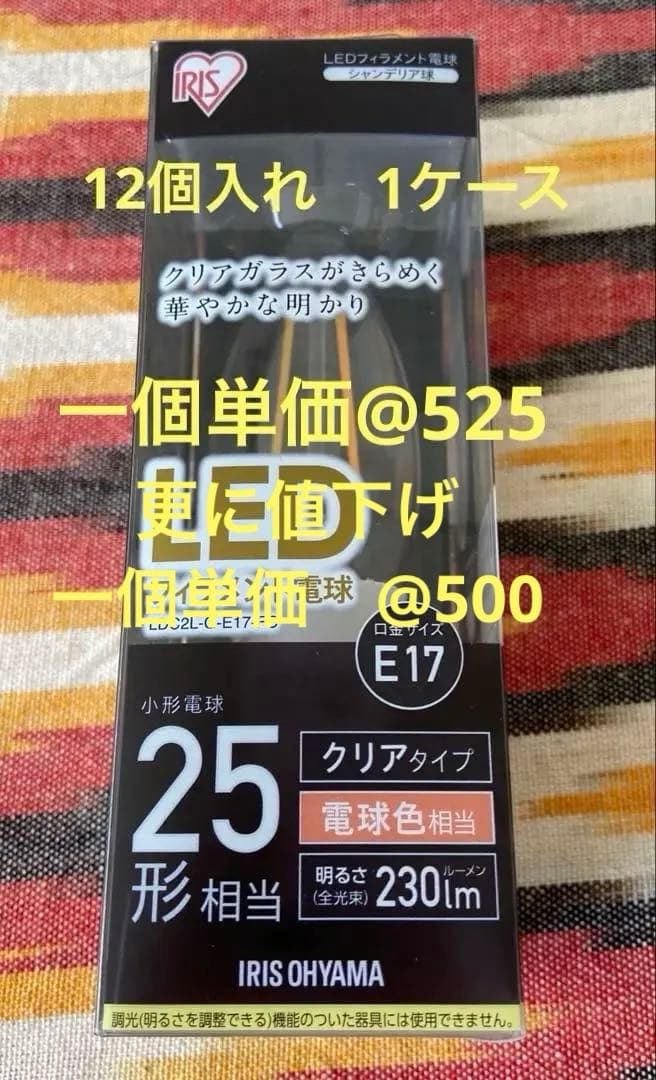 IRIS
LEDフィラメント電球
シャンデリア球
12個入れ 1ケース
クリアガラスがきらめく
華やかな明かり
一個単価@525
LED
更に値下げ
電球
一個単価 @500
口金サイズ
E17
小形電球
25
形相当
クリアタイプ
電球色相当
明るさ
(全光束)
230lm
ルーメン
IRIS OHYAMA
調光(明るさを調整できる)機能のついた器具には使用できません。